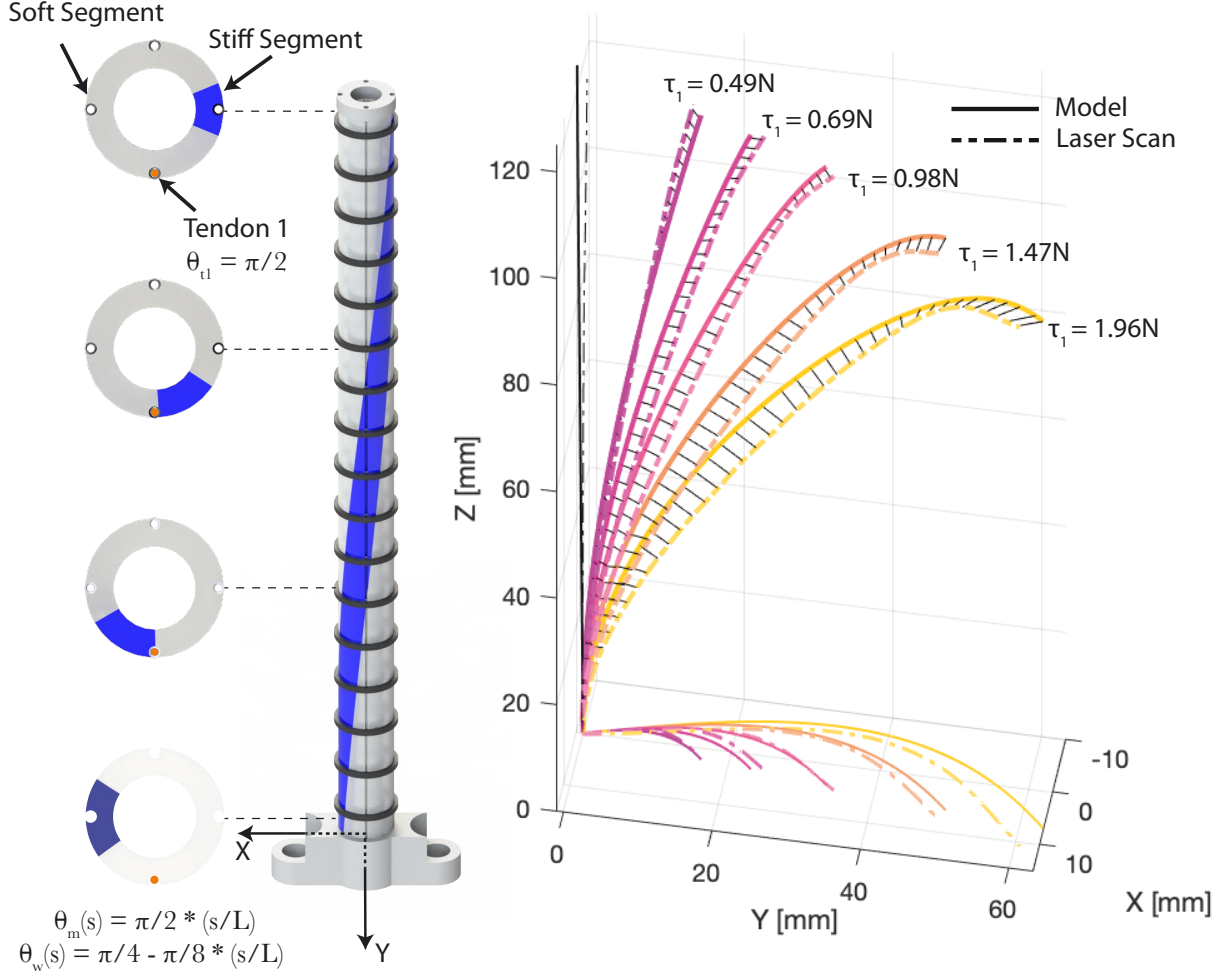 Soft Segment
Stiff Segment
Tendon 1
θt1 = π/2
X
Y
θm(s) = π/2 * (s/L)
θw(s) = π/4 - π/8 * (s/L)
τ1 = 0.49N
τ1 = 0.69N
τ1 = 0.98N
τ1 = 1.47N
τ1 = 1.96N
Model
Laser Scan
120
100
80
60
40
20
0
Z [mm]
0
20
40
60
Y [mm]
-10
0
10
X [mm]